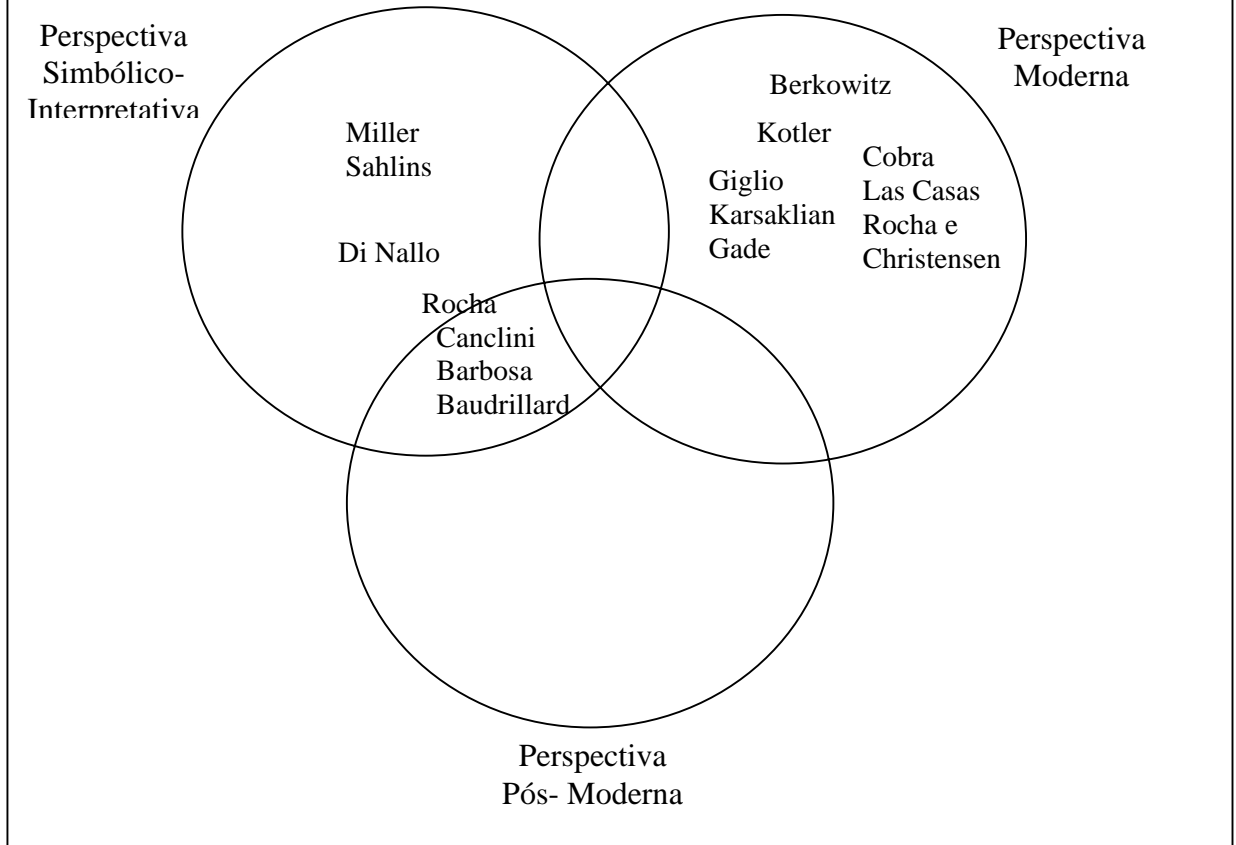 Perspectiva
Simbólico-
Interpretativa
Perspectiva
Moderna
Miller
Sahlins
Di Nallo
Rocha
Canclini
Barbosa
Baudrillard
Berkowitz
Kotler
Giglio
Karsaklian
Gade
Cobra
Las Casas
Rocha e
Christensen
Perspectiva
Pós- Moderna